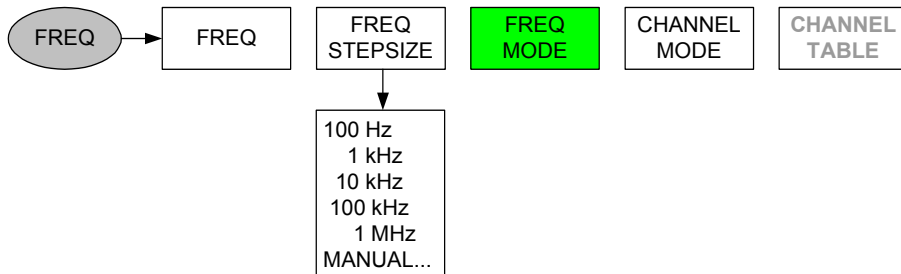 FREQ
FREQ
FREQ
STEPSIZE
FREQ
MODE
CHANNEL
MODE
CHANNEL
TABLE
100 Hz
1 kHz
10 kHz
100 kHz
1 MHz
MANUAL...